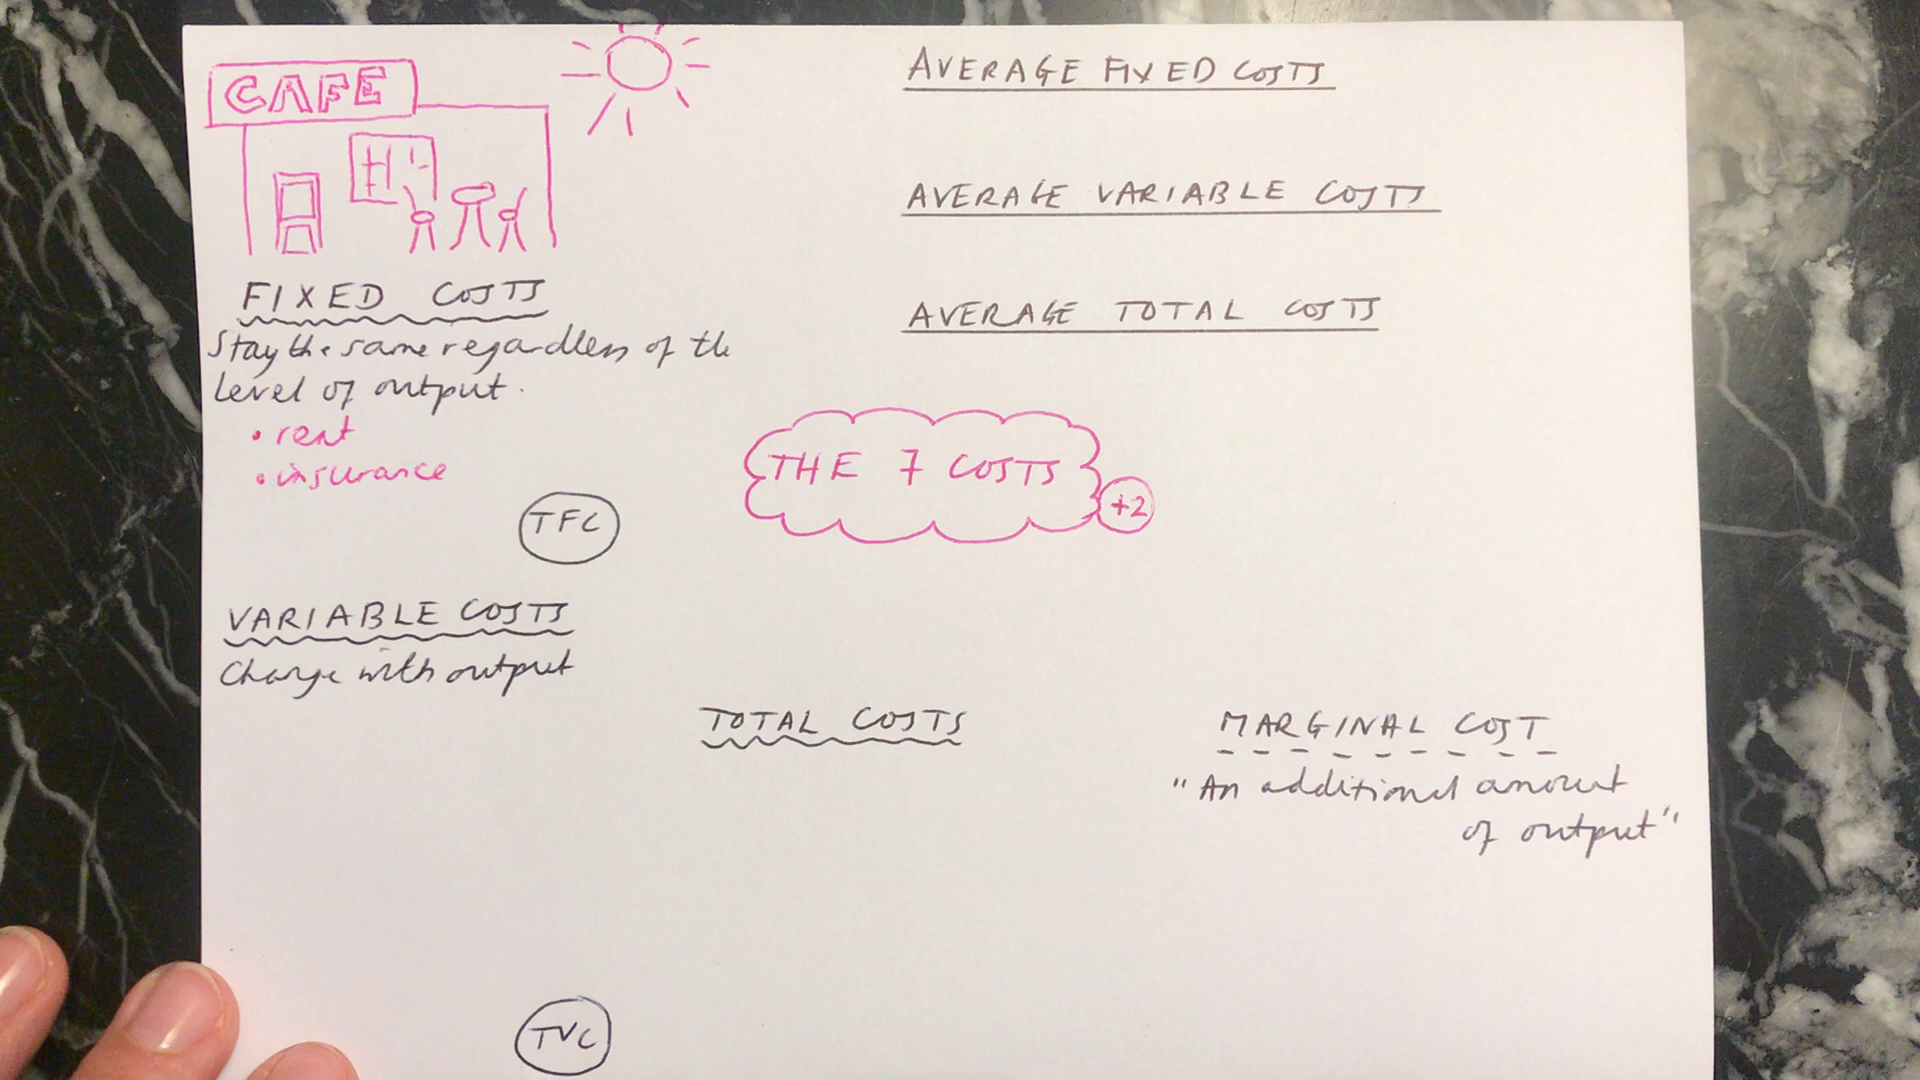 CAFE
FIXED COSTS
Stay the same regardless of the
level of output.
• rent
• insurance
TFC
VARIABLE COSTS
Change with output
TVC
AVERAGE FIXED COSTS
AVERAGE VARIABLE COSTS
AVERAGE TOTAL COSTS
THE 7 COSTS
+2
TOTAL COSTS
MARGINAL COST
"An additional amount
of output"